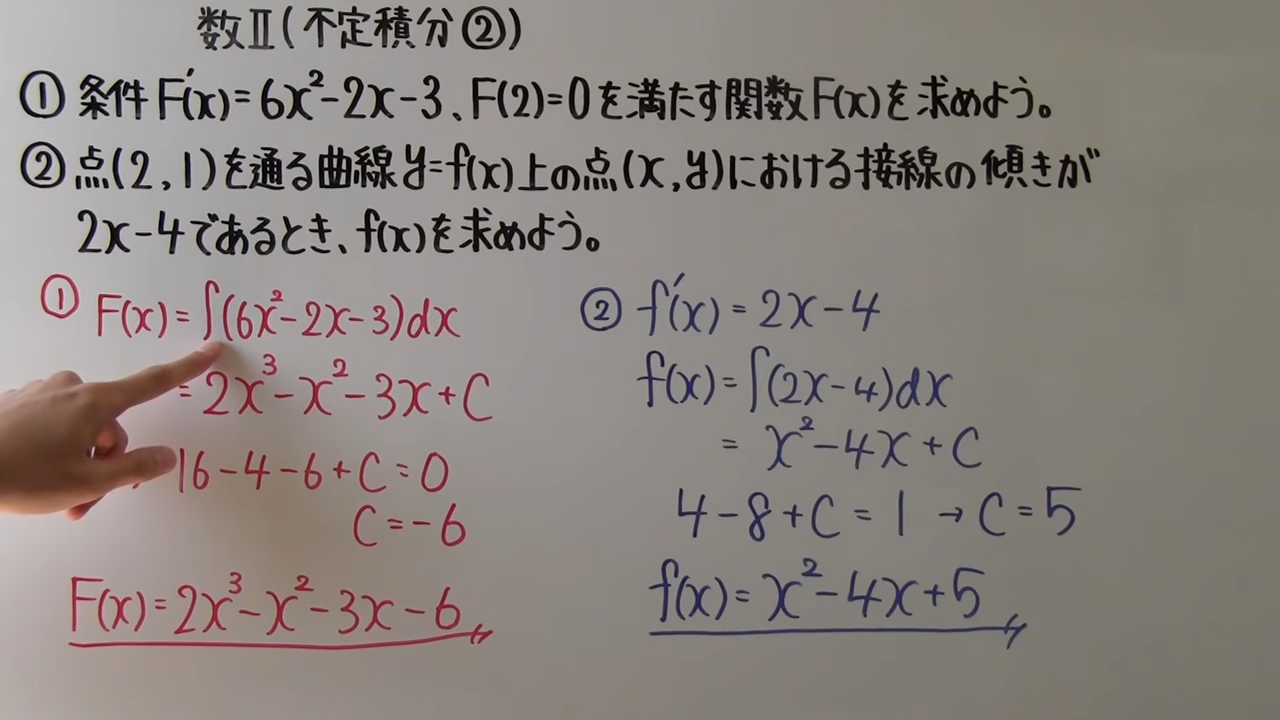 数Ⅱ(不定積分②)
① 条件F'(x)=6x²-2x-3、F(2)=0を満たす関数F(x)を求めよう。
② 点(2,1)を通る曲線y=f(x)上の点(x,y)における接線の傾きが
2x-4であるとき、f(x)を求めよう。
① F(x)=∫(6x²-2x-3)dx
=2x³-x²-3x+C
16-4-6+C=0
C=-6
F(x)=2x³-x²-3x-6
② f'(x)=2x-4
f(x)=∫(2x-4)dx
=x²-4x+C
4-8+C=1→C=5
f(x)=x²-4x+5